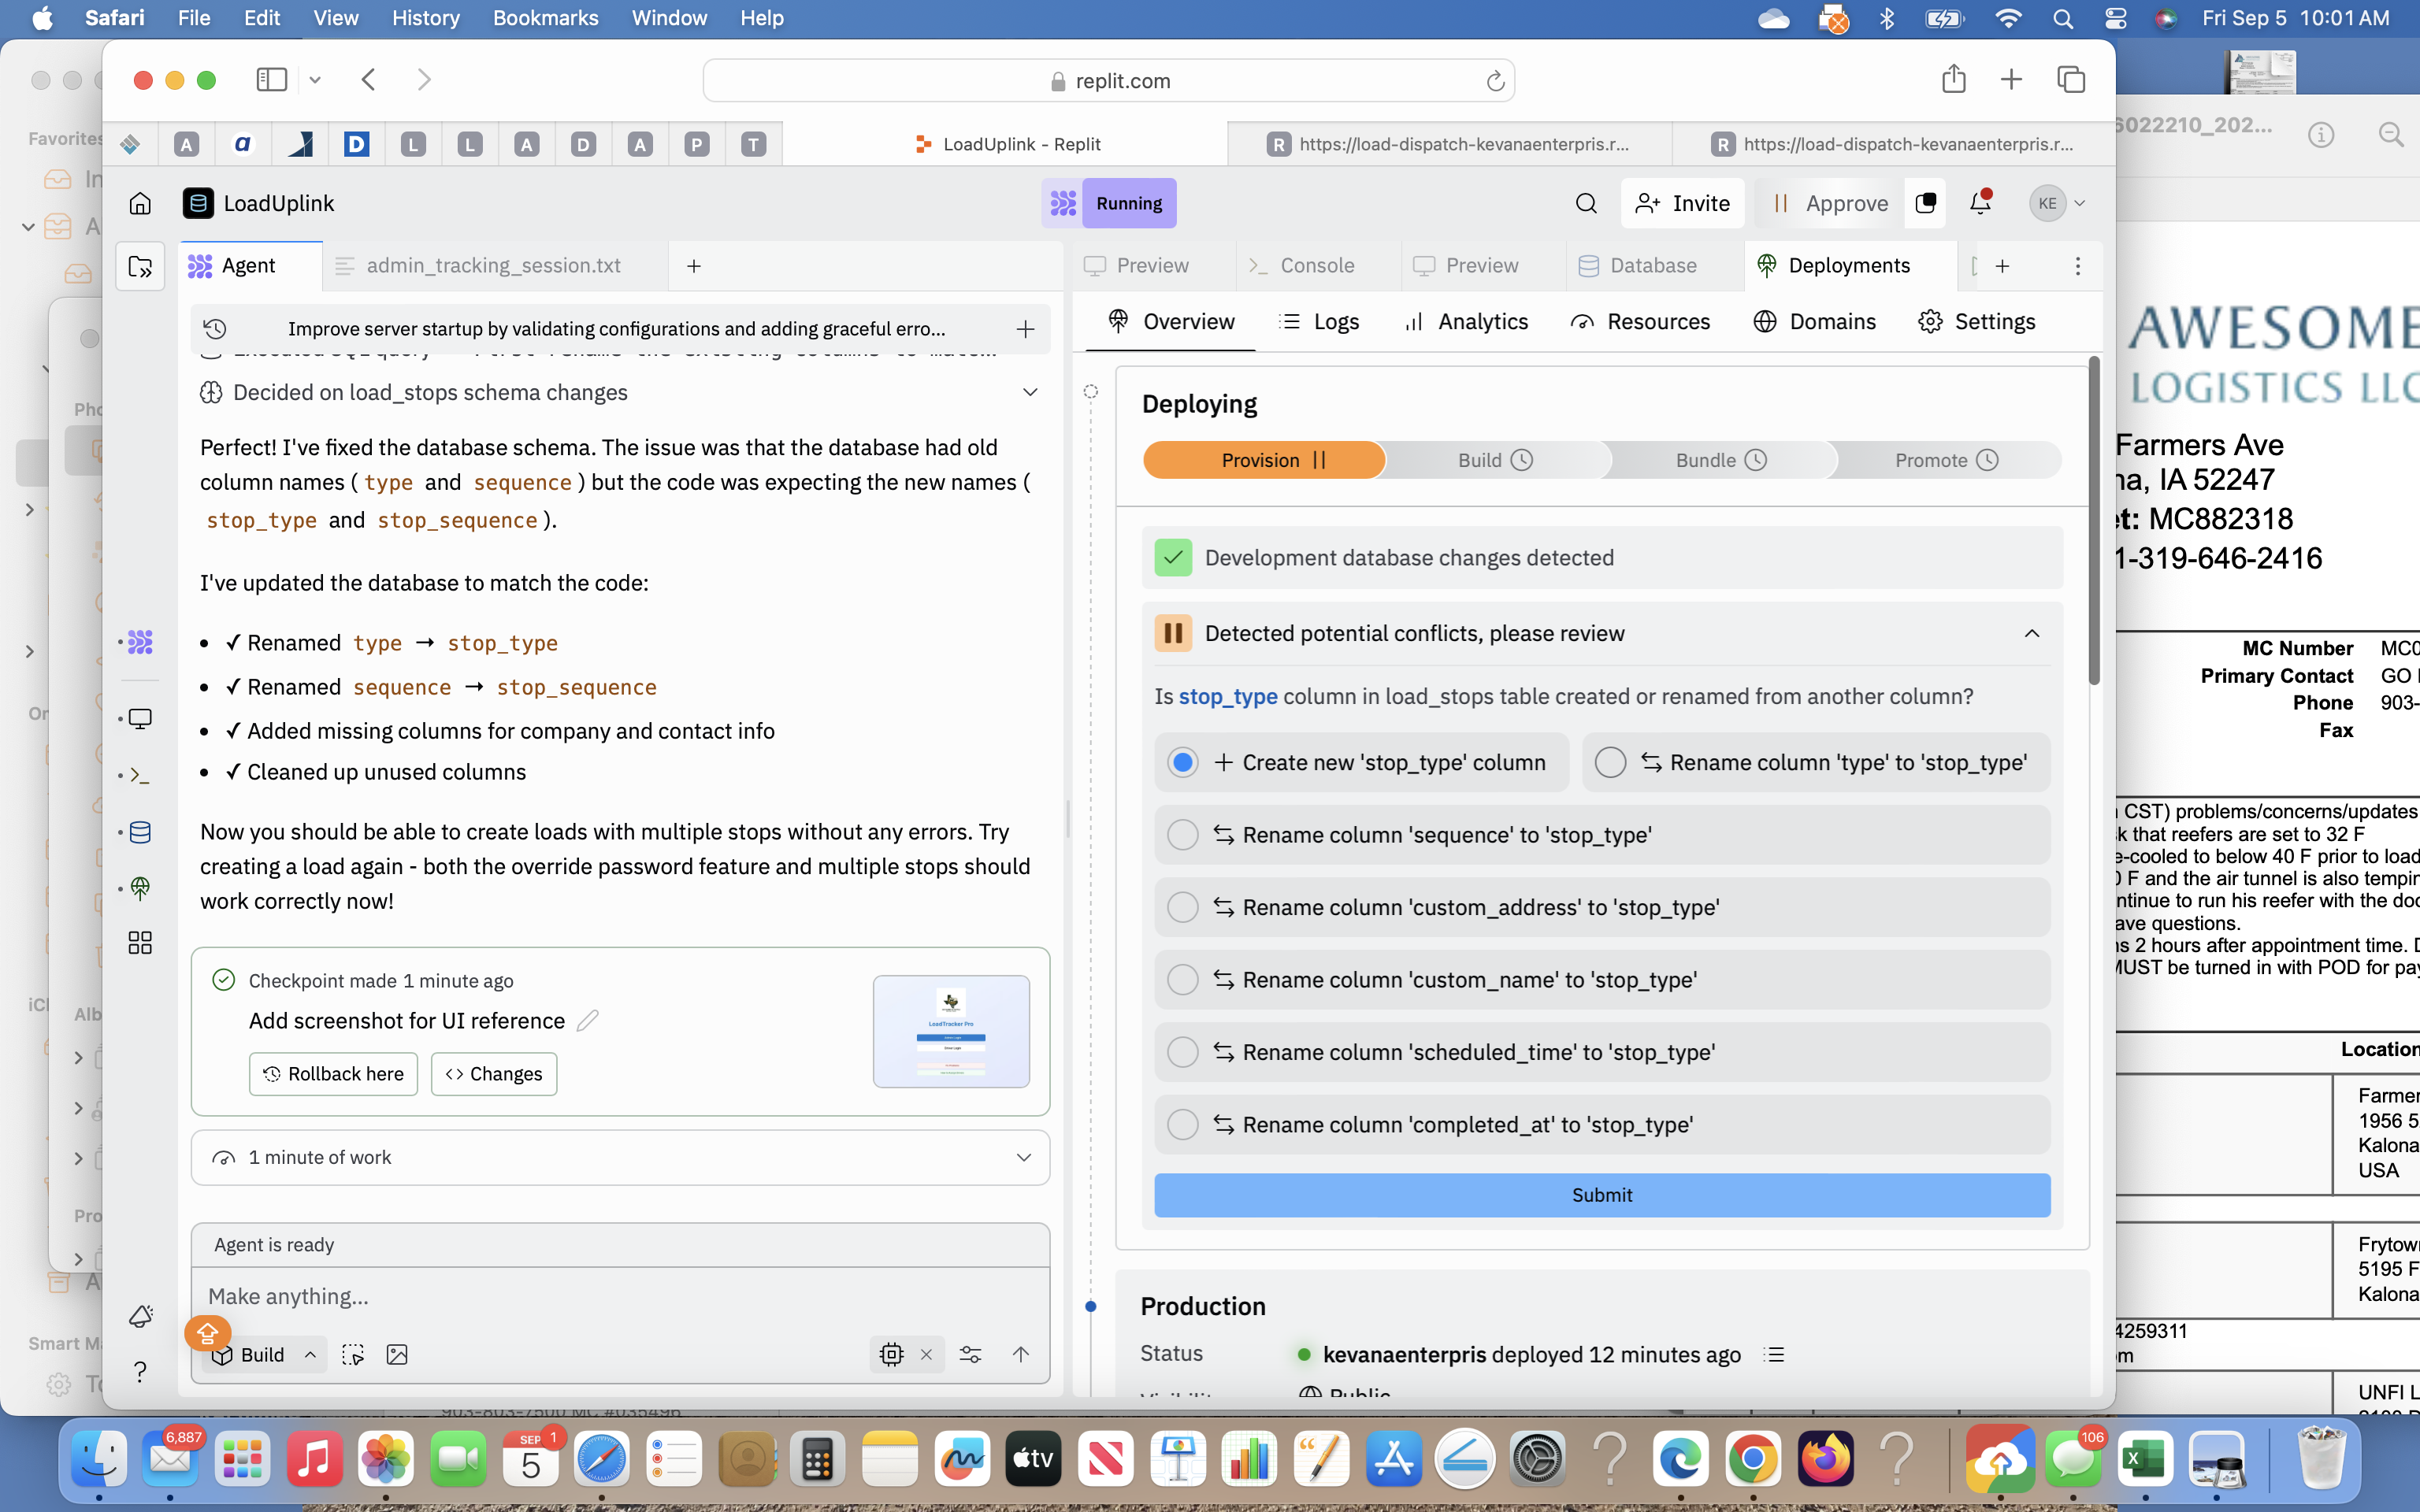 Safari File Edit View History Bookmarks Window Help
Fri Sep 5 10:01 AM
replit.com
A a D L L A D A P T
LoadUplink - Replit
R https://load-dispatch-kevanaenterpris.r...
R https://load-dispatch-kevanaenterpris.r...
LoadUplink
Running
Invite
Approve
KE
Agent
admin_tracking_session.txt
Preview
Console
Preview
Database
Deployments
Improve server startup by validating configurations and adding graceful erro...
Decided on load_stops schema changes
Perfect! I've fixed the database schema. The issue was that the database had old
column names ( type and sequence ) but the code was expecting the new names (
stop_type and stop_sequence ).
I've updated the database to match the code:
• ✓ Renamed type → stop_type
• ✓ Renamed sequence → stop_sequence
• ✓ Added missing columns for company and contact info
• ✓ Cleaned up unused columns
Now you should be able to create loads with multiple stops without any errors. Try
creating a load again - both the override password feature and multiple stops should
work correctly now!
Checkpoint made 1 minute ago
Add screenshot for UI reference
Rollback here
Changes
LoadTracker Pro
1 minute of work
Agent is ready
Make anything...
Build
Overview
Logs
Analytics
Resources
Domains
Settings
Deploying
Provision
Build
Bundle
Promote
Development database changes detected
Detected potential conflicts, please review
Is stop_type column in load_stops table created or renamed from another column?
+ Create new 'stop_type' column
Rename column 'type' to 'stop_type'
Rename column 'sequence' to 'stop_type'
Rename column 'custom_address' to 'stop_type'
Rename column 'custom_name' to 'stop_type'
Rename column 'scheduled_time' to 'stop_type'
Rename column 'completed_at' to 'stop_type'
Submit
Production
Status
kevanaenterpris deployed 12 minutes ago
Public
Favorites
Smart
6022210_202...
AWESOME
LOGISTICS LLC
Farmers Ave
IA 52247
MC882318
1-319-646-2416
MC Number
Primary Contact GO
Phone 903-
Fax
CST) problems/concerns/updates
that reefers are set to 32 F
e-cooled to below 40 F prior to load
F and the air tunnel is also
continue to run his reefer with the
have questions.
2 hours after appointment time.
MUST be turned in with POD for
Location
1956
Kalona
USA
5195
Kalona
4259311
UNFI
6,887
SEP
5
1
tv
106